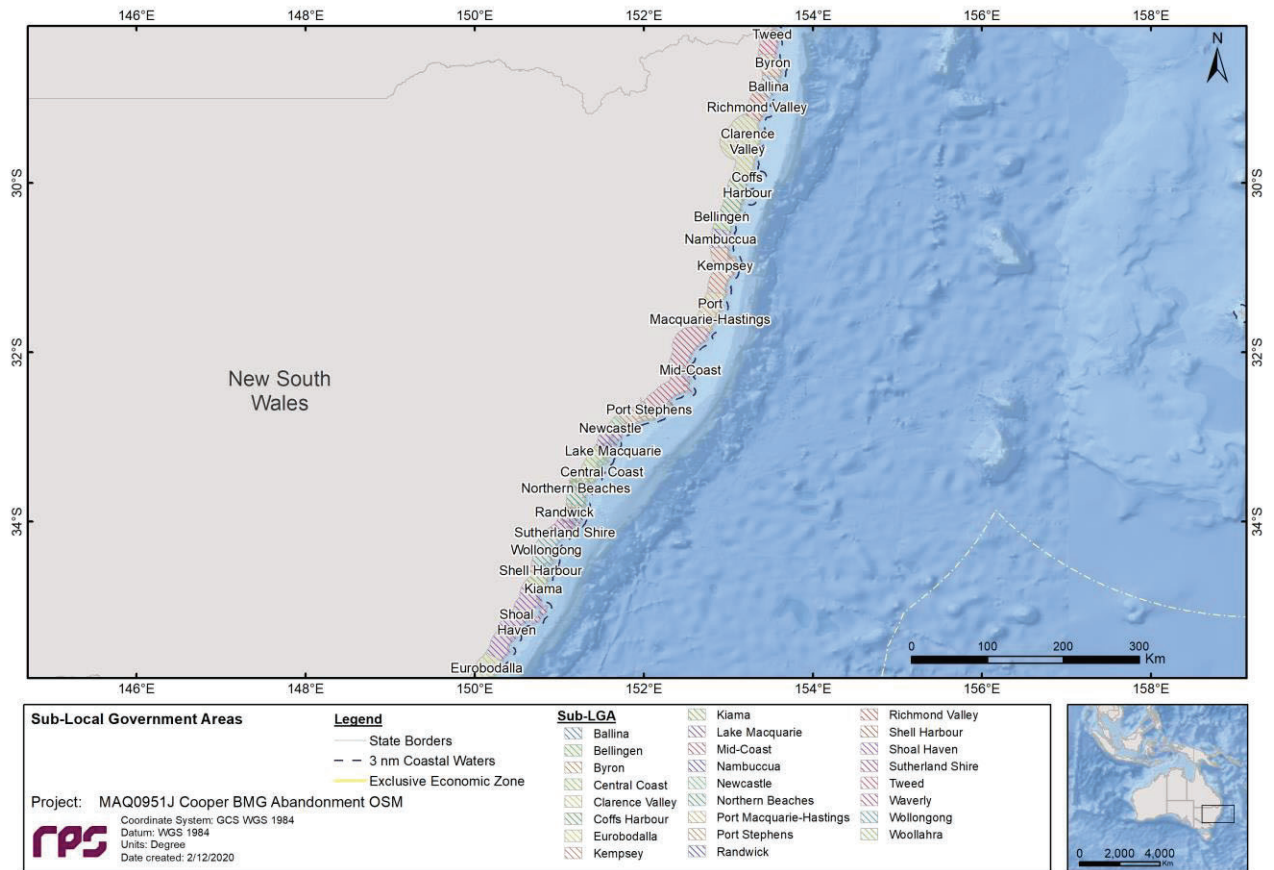 146°E 148°E 150°E 152°E 154°E 156°E 158°E
N
Tweed
Byron
Ballina
Richmond Valley
Clarence
Valley
30°S 30°S
Coffs
Harbour
Bellingen
Nambuccua
Kempsey
Port
Macquarie-Hastings
32°S 32°S
Mid-Coast
New South
Wales
Port Stephens
Newcastle
Lake Macquarie
Central Coast
Northern Beaches
34°S 34°S
Randwick
Sutherland Shire
Wollongong
Shell Harbour
Kiama
Shoal
Haven
Eurobodalla
0 100 200 300
Km
146°E 148°E 150°E 152°E 154°E 156°E 158°E
Sub-Local Government Areas
Project: MAQ0951J Cooper BMG Abandonment OSM
rps
Coordinate System: GCS WGS 1984
Datum: WGS 1984
Units: Degree
Date created: 2/12/2020
Legend
State Borders
3 nm Coastal Waters
Exclusive Economic Zone
Sub-LGA
Ballina
Bellingen
Byron
Central Coast
Clarence Valley
Coffs Harbour
Eurobodalla
Kempsey
Kiama
Lake Macquarie
Mid-Coast
Nambuccua
Newcastle
Northern Beaches
Port Macquarie-Hastings
Port Stephens
Randwick
Richmond Valley
Shell Harbour
Shoal Haven
Sutherland Shire
Tweed
Waverly
Wollongong
Woollahra
0 2,000 4,000
Km